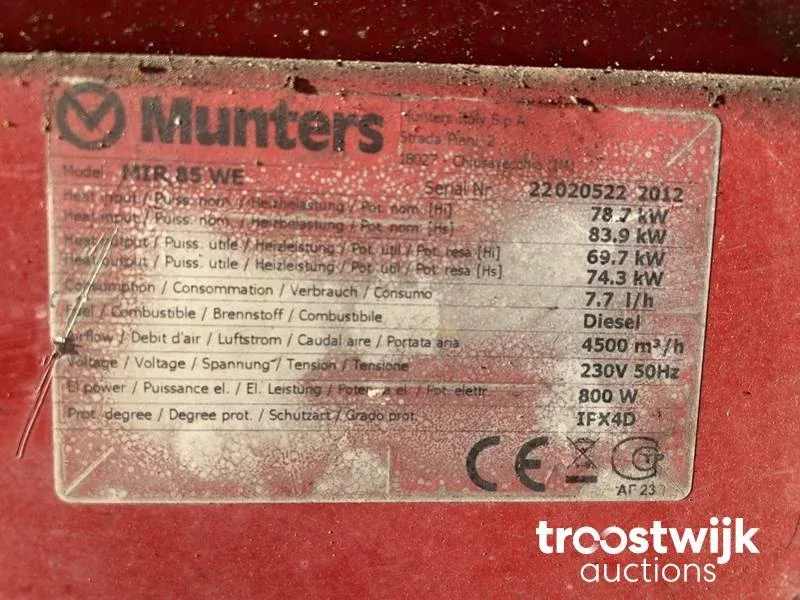 Munters
Munters Italy S.p.A.
Strada Piani, 2
18027 - Chiusavecchia (IM)
Model MIR 85 WE
Serial Nr 22020522 2012
Heat input / Puiss. nom. / Heizbelastung / Pot. nom. [Hi] 78.7 kW
Heat input / Puiss. nom. / Heizbelastung / Pot. nom. [Hs] 83.9 kW
Heat output / Puiss. utile / Heizleistung / Pot. util / Pot. resa [Hi] 69.7 kW
Heat output / Puiss. utile / Heizleistung / Pot. util / Pot. resa [Hs] 74.3 kW
Consumption / Consommation / Verbrauch / Consumo 7.7 l/h
Fuel / Combustible / Brennstoff / Combustibile Diesel
Airflow / Debit d'air / Luftstrom / Caudal aire / Portata aria 4500 m³/h
Voltage / Voltage / Spannung / Tension / Tensione 230V 50Hz
El power / Puissance el. / El. Leistung / Potencia el / Pot. elettr. 800 W
Prot. degree / Degree prot. / Schutzart / Grado prot. IPX4D
CE
troostwijk
auctions